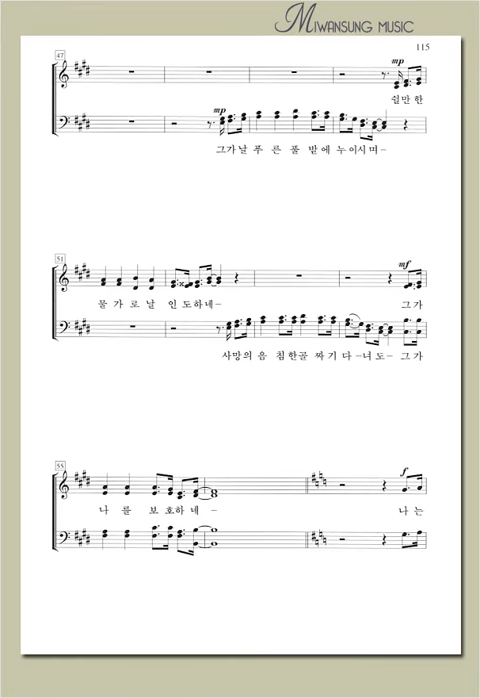 MIWANSUNG MUSIC
115
47
mp
쉴만 한
mp
그가 날 푸 른 풀 밭 에 누 이시 며-
51
mf
물 가 로 날 인 도하 네- 그가
사망의 음 침 한골 짜 기 다-녀 도- 그가
55
f
나 를 보 호하 네- 나는